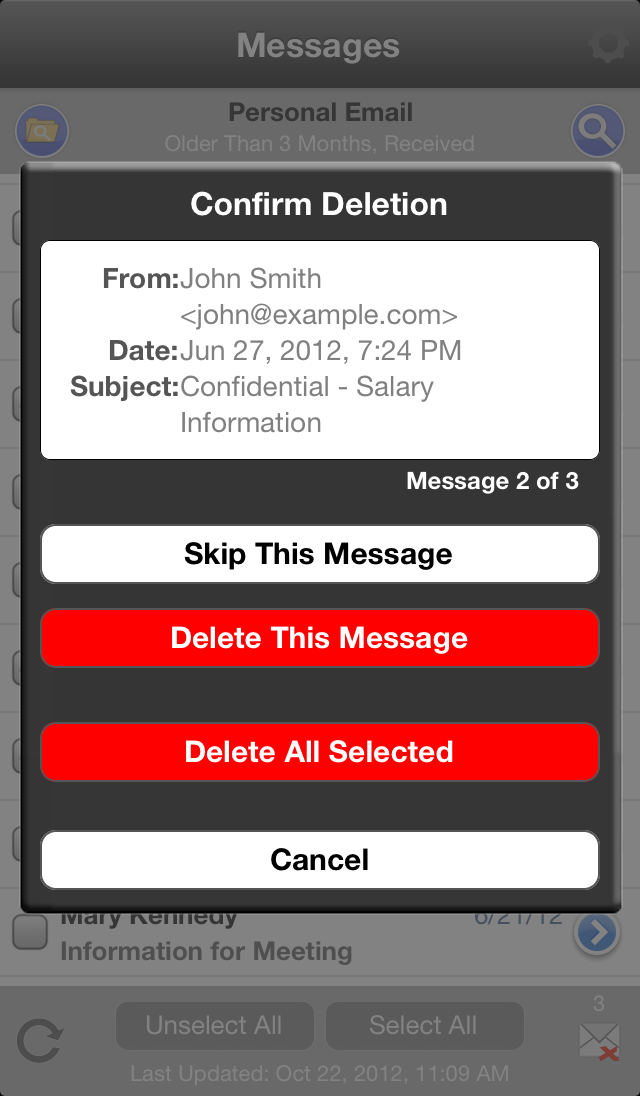 Messages
Personal Email
Older Than 3 Months, Received
Confirm Deletion
From: John Smith
<john@example.com>
Date: Jun 27, 2012, 7:24 PM
Subject: Confidential - Salary
Information
Message 2 of 3
Skip This Message
Delete This Message
Delete All Selected
Cancel
Mary Kennedy 6/21/12
Information for Meeting
Unselect All Select All 3
Last Updated: Oct 22, 2012, 11:09 AM